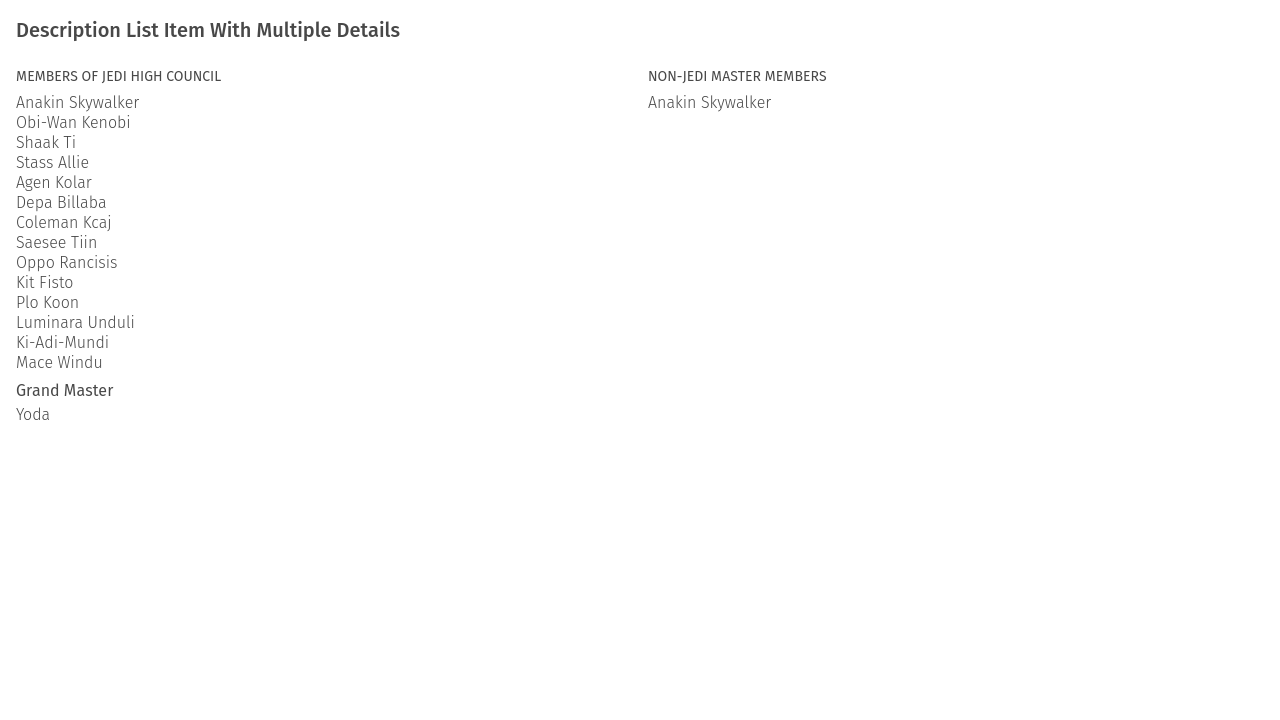 Description List Item With Multiple Details
MEMBERS OF JEDI HIGH COUNCIL
Anakin Skywalker
Obi-Wan Kenobi
Shaak Ti
Stass Allie
Agen Kolar
Depa Billaba
Coleman Kcaj
Saesee Tiin
Oppo Rancisis
Kit Fisto
Plo Koon
Luminara Unduli
Ki-Adi-Mundi
Mace Windu
Grand Master
Yoda
NON-JEDI MASTER MEMBERS
Anakin Skywalker